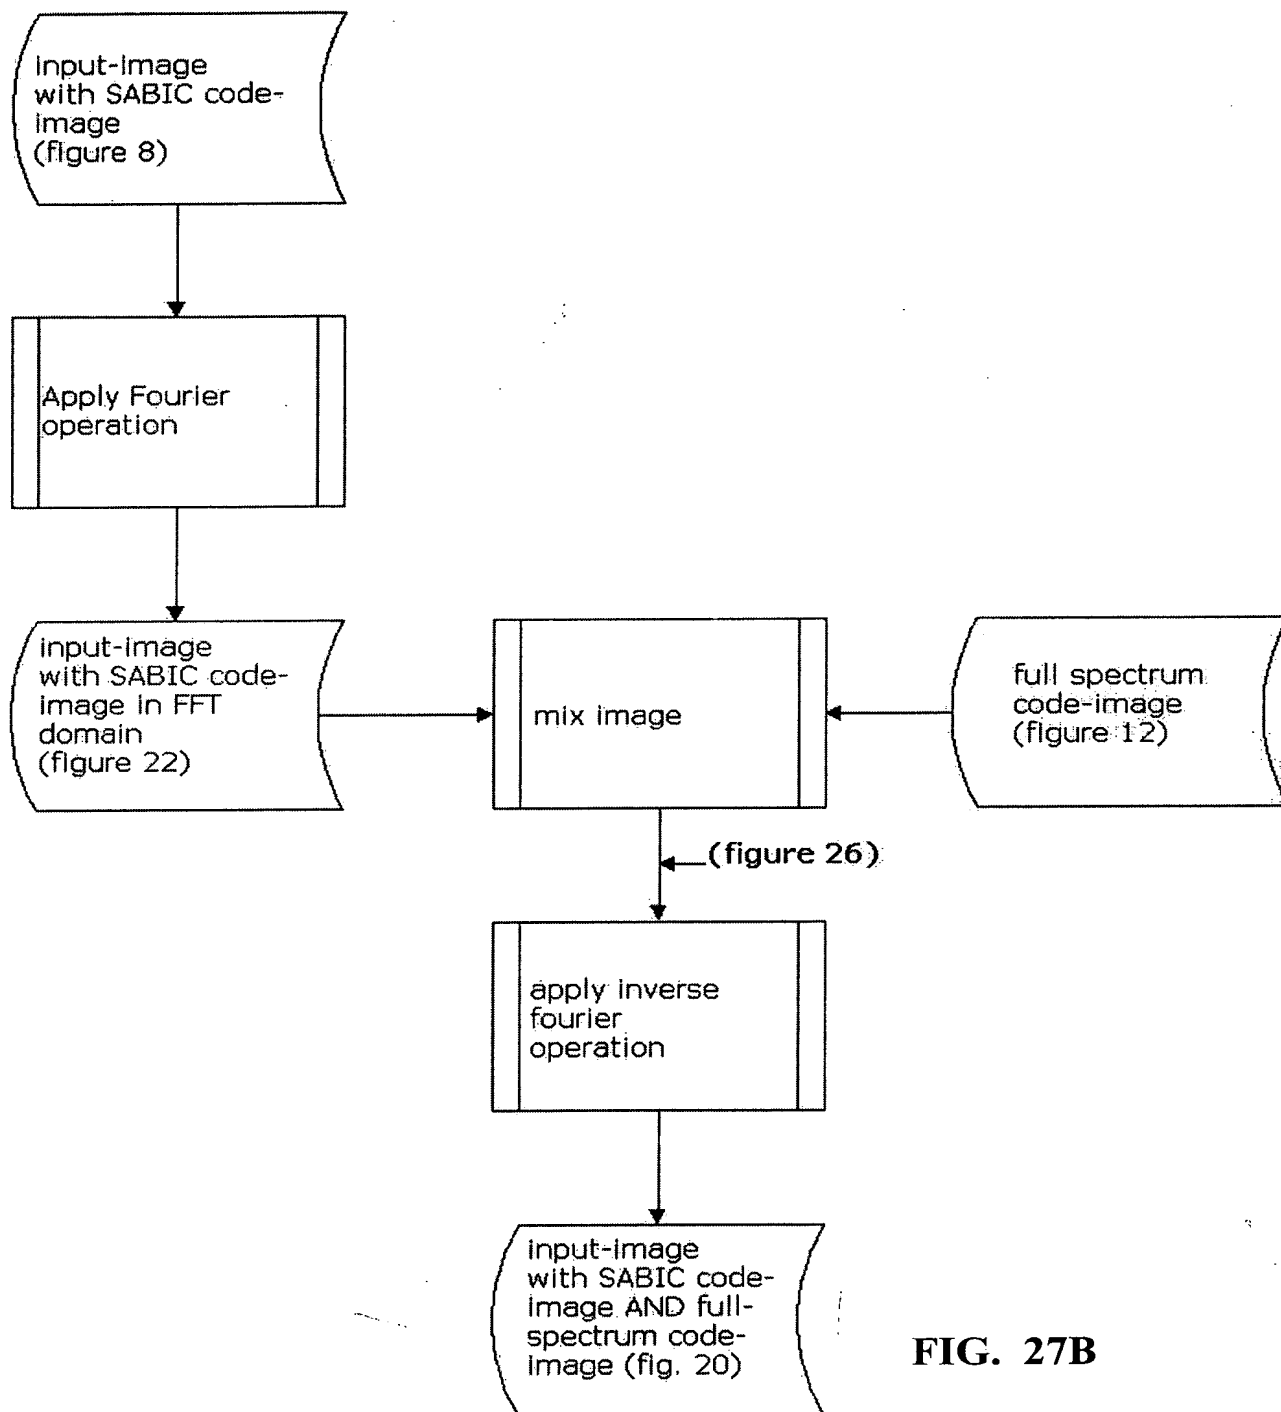 input-image
with SABIC code-
image
(figure 8)
Apply Fourier
operation
input-image
with SABIC code-
image in FFT
domain
(figure 22)
mix image
full spectrum
code-image
(figure 12)
(figure 26)
apply inverse
fourier
operation
input-image
with SABIC code-
image AND full-
spectrum code-
image (fig. 20)
FIG. 27B